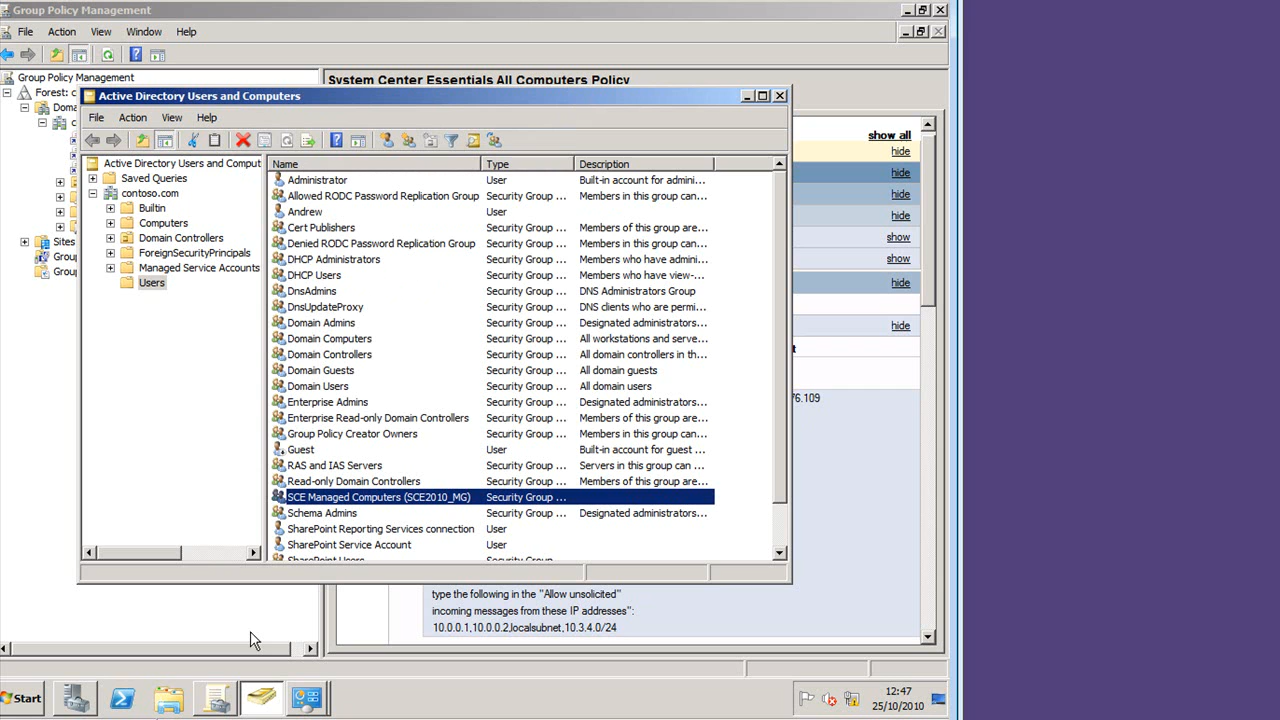 Group Policy Management
File Action View Window Help
Group Policy Management
Forest: c
Doma
c
Sites
Group
Group
System Center Essentials All Computers Policy
show all
hide
hide
hide
hide
show
show
hide
hide
t
76.109
type the following in the "Allow unsolicited"
incoming messages from these IP addresses":
10.0.0.1,10.0.0.2,localsubnet,10.3.4.0/24
Active Directory Users and Computers
File Action View Help
Active Directory Users and Comput
Saved Queries
contoso.com
Builtin
Computers
Domain Controllers
ForeignSecurityPrincipals
Managed Service Accounts
Users
Name Type Description
Administrator User Built-in account for admini...
Allowed RODC Password Replication Group Security Group ... Members in this group can...
Andrew User
Cert Publishers Security Group ... Members of this group are...
Denied RODC Password Replication Group Security Group ... Members in this group can...
DHCP Administrators Security Group ... Members who have admini...
DHCP Users Security Group ... Members who have view-...
DnsAdmins Security Group ... DNS Administrators Group
DnsUpdateProxy Security Group ... DNS clients who are permi...
Domain Admins Security Group ... Designated administrators...
Domain Computers Security Group ... All workstations and serve...
Domain Controllers Security Group ... All domain controllers in th...
Domain Guests Security Group ... All domain guests
Domain Users Security Group ... All domain users
Enterprise Admins Security Group ... Designated administrators...
Enterprise Read-only Domain Controllers Security Group ... Members of this group are...
Group Policy Creator Owners Security Group ... Members in this group can...
Guest User Built-in account for guest ...
RAS and IAS Servers Security Group ... Servers in this group can ...
Read-only Domain Controllers Security Group ... Members of this group are...
SCE Managed Computers (SCE2010_MG) Security Group ...
Schema Admins Security Group ... Designated administrators...
SharePoint Reporting Services connection User
SharePoint Service Account User
SharePoint Users Security Group
Start
12:47
25/10/2010